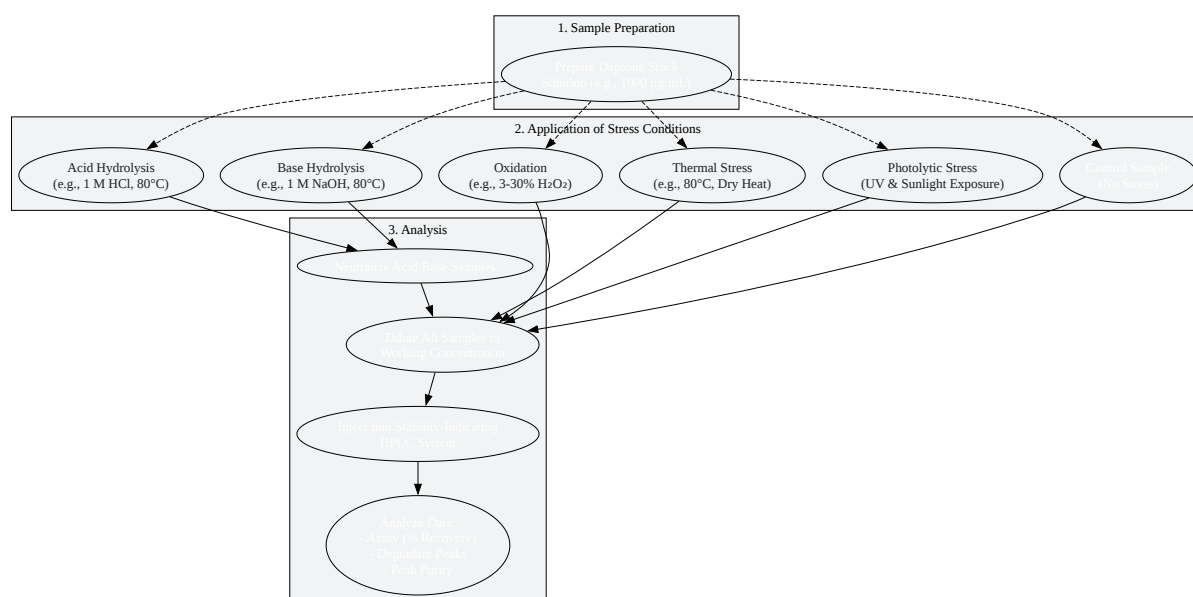 1. Sample Preparation
Prepare Dapsone Stock
Solution (e.g., 1000 µg/mL)
2. Application of Stress Conditions
Acid Hydrolysis
(e.g., 1 M HCl, 80°C)
Base Hydrolysis
(e.g., 1 M NaOH, 80°C)
Oxidation
(e.g., 3-30% H₂O₂)
Thermal Stress
(e.g., 80°C, Dry Heat)
Photolytic Stress
(UV & Sunlight Exposure)
Control Sample
(No Stress)
3. Analysis
Neutralize Acid/Base Samples
Dilute All Samples to
Working Concentration
Inject into Stability-Indicating
HPLC System
Analyze Data:
- Assay (% Recovery)
- Degradant Peaks
- Peak Purity